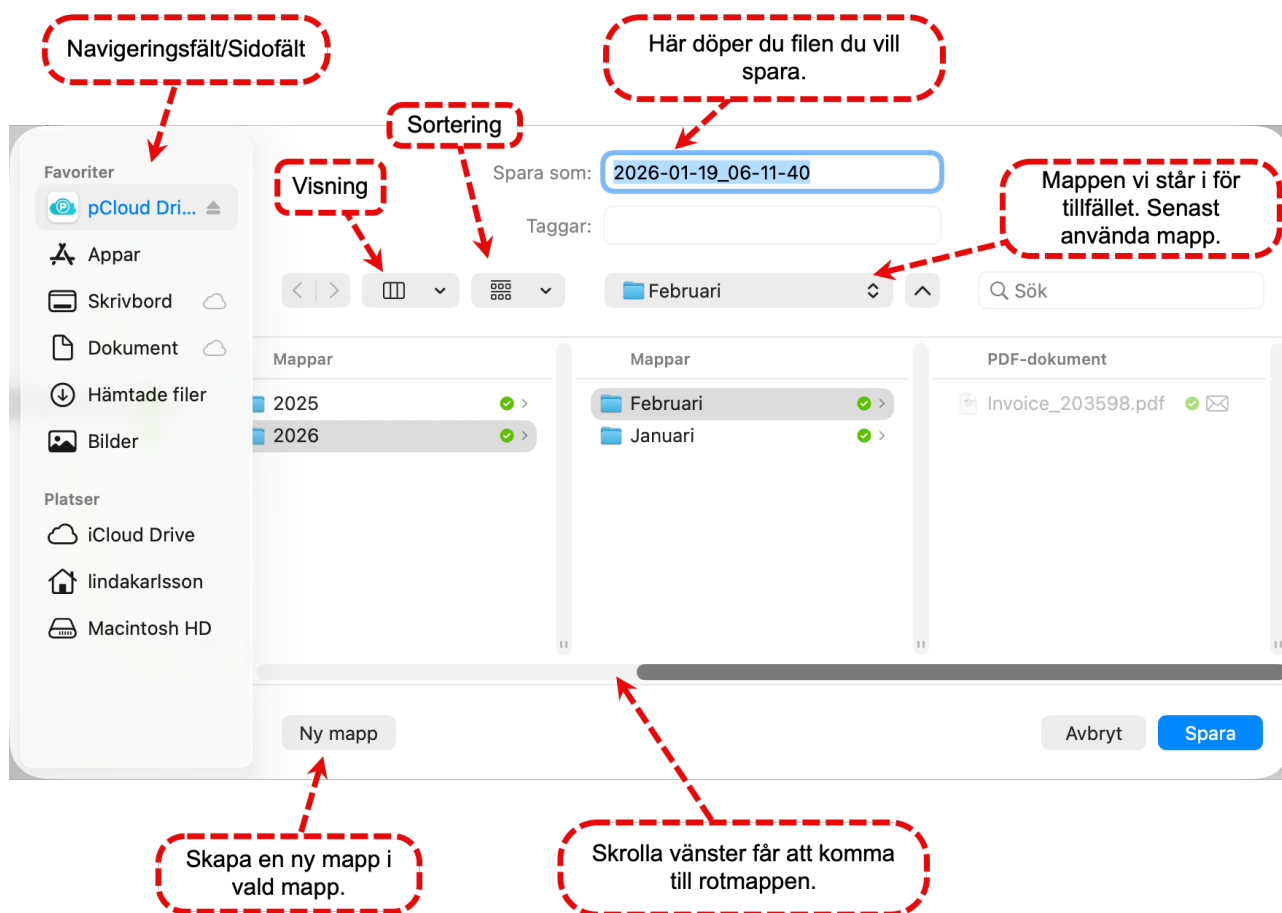 Navigeringsfält/Sidofält
Här döper du filen du vill
spara.
Sortering
Visning
Mappen vi står i för
tillfället. Senast
använda mapp.
Favoriter
pCloud Dri...
Appar
Skrivbord
Dokument
Hämtade filer
Bilder
Platser
iCloud Drive
lindakarlsson
Macintosh HD
Spara som: 2026-01-19_06-11-40
Taggar:
Februari
Sök
Mappar
2025
2026
Mappar
Februari
Januari
PDF-dokument
Invoice_203598.pdf
Ny mapp
Avbryt
Spara
Skapa en ny mapp i
vald mapp.
Skrolla vänster får att komma
till rotmappen.